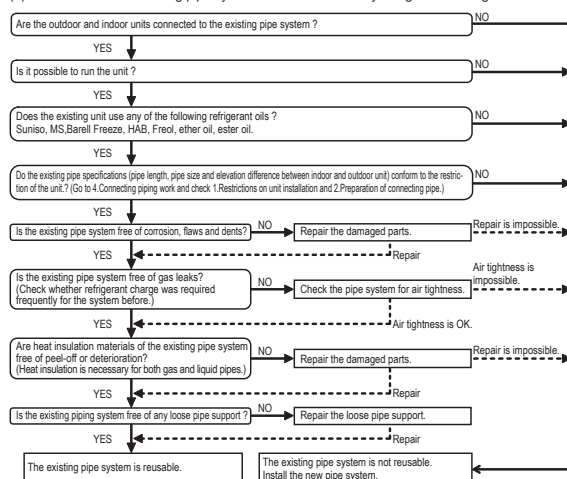 Are the outdoor and indoor units connected to the existing pipe system ?
NO
YES
Is it possible to run the unit ?
NO
YES
Does the existing unit use any of the following refrigerant oils ?
Suniso, MS,Barell Freeze, HAB, Freol, ether oil, ester oil.
NO
YES
Do the existing pipe specifications (pipe length, pipe size and elevation difference between indoor and outdoor unit) conform to the restric-
tion of the unit.? (Go to 4.Connecting piping work and check 1.Restrictions on unit installation and 2.Preparation of connecting pipe.)
NO
YES
Is the existing pipe system free of corrosion, flaws and dents?
NO
Repair the damaged parts.
Repair is impossible.
YES
Repair
Is the existing pipe system free of gas leaks?
(Check whether refrigerant charge was required
frequently for the system before.)
NO
Check the pipe system for air tightness.
Air tightness is
impossible.
YES
Air tightness is OK.
Are heat insulation materials of the existing pipe system
free of peel-off or deterioration?
(Heat insulation is necessary for both gas and liquid pipes.)
NO
Repair the damaged parts.
Repair is impossible.
YES
Repair
Is the existing piping system free of any loose pipe support ?
NO
Repair the loose pipe support.
YES
Repair
The existing pipe system is reusable.
The existing pipe system is not reusable.
Install the new pipe system.